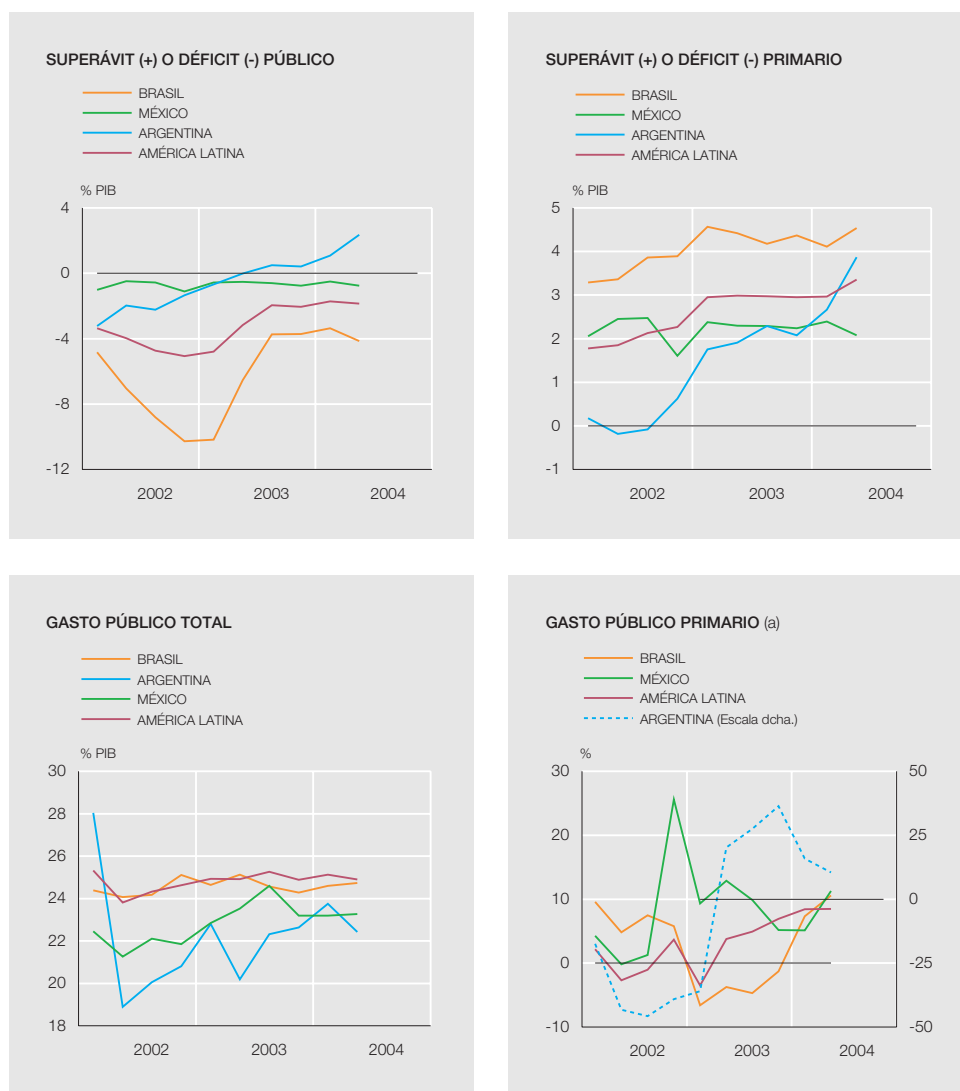 SUPERÁVIT (+) O DÉFICIT (-) PÚBLICO
BRASIL
MÉXICO
ARGENTINA
AMÉRICA LATINA
% PIB
4
0
-4
-8
-12
2002 2003 2004
SUPERÁVIT (+) O DÉFICIT (-) PRIMARIO
BRASIL
MÉXICO
ARGENTINA
AMÉRICA LATINA
% PIB
5
4
3
2
1
0
-1
2002 2003 2004
GASTO PÚBLICO TOTAL
BRASIL
ARGENTINA
MÉXICO
AMÉRICA LATINA
% PIB
30
28
26
24
22
20
18
2002 2003 2004
GASTO PÚBLICO PRIMARIO (a)
BRASIL
MÉXICO
AMÉRICA LATINA
ARGENTINA (Escala dcha.)
%
30 50
20 25
10 0
0 -25
-10 -50
2002 2003 2004